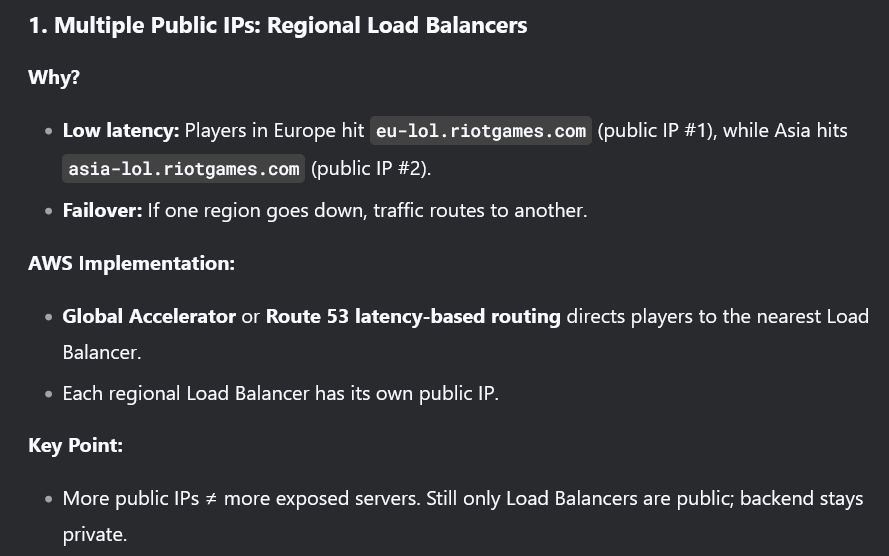 1. Multiple Public IPs: Regional Load Balancers
Why?
• Low latency: Players in Europe hit eu-lol.riotgames.com (public IP #1), while Asia hits
asia-lol.riotgames.com (public IP #2).
• Failover: If one region goes down, traffic routes to another.
AWS Implementation:
• Global Accelerator or Route 53 latency-based routing directs players to the nearest Load
Balancer.
• Each regional Load Balancer has its own public IP.
Key Point:
• More public IPs ≠ more exposed servers. Still only Load Balancers are public; backend stays
private.